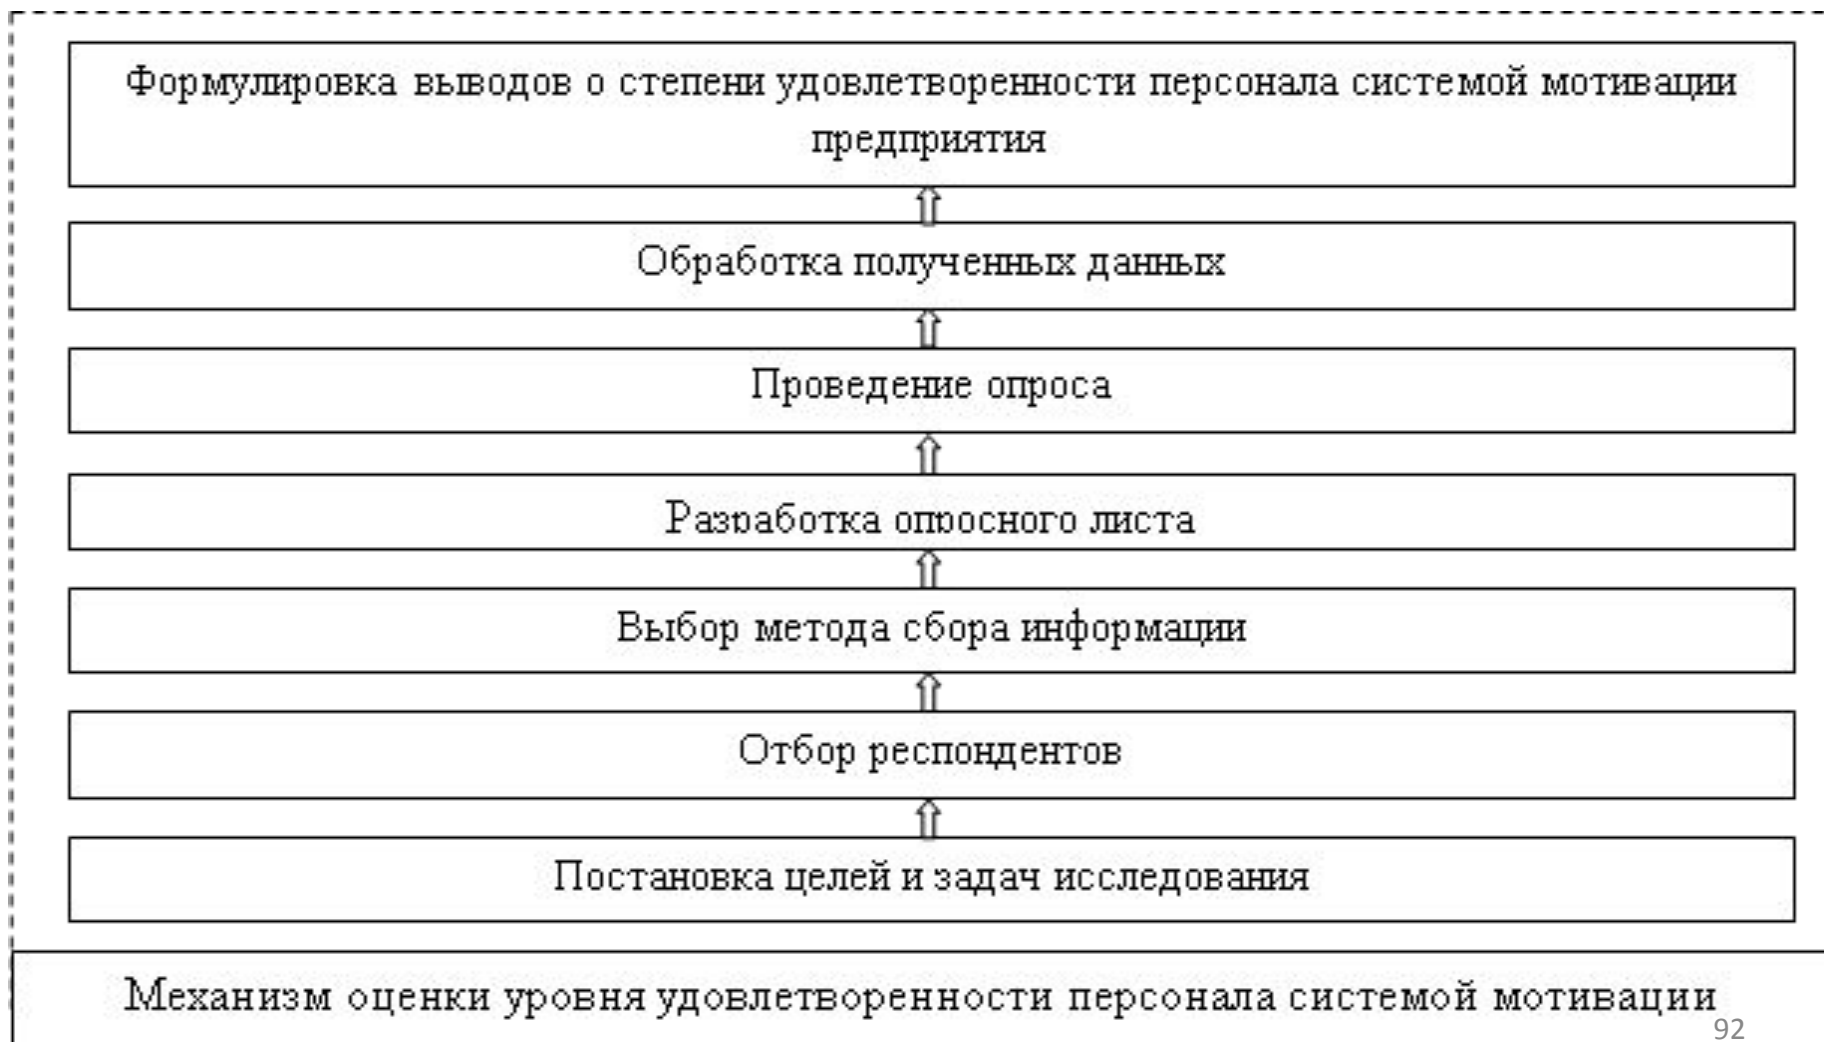 Формулировка выводов о степени удовлетворенности персонала системой мотивации
предприятия
Обработка полученных данных
Проведение опроса
Разработка опросного листа
Выбор метода сбора информации
Отбор респондентов
Постановка целей и задач исследования
Механизм оценки уровня удовлетворенности персонала системой мотивации
92